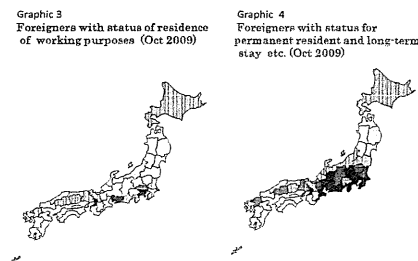 Graphic 3
Foreigners with status of residence
of working purposes (Oct 2009)
Graphic 4
Foreigners with status for
permanent resident and long-term
stay etc. (Oct 2009)